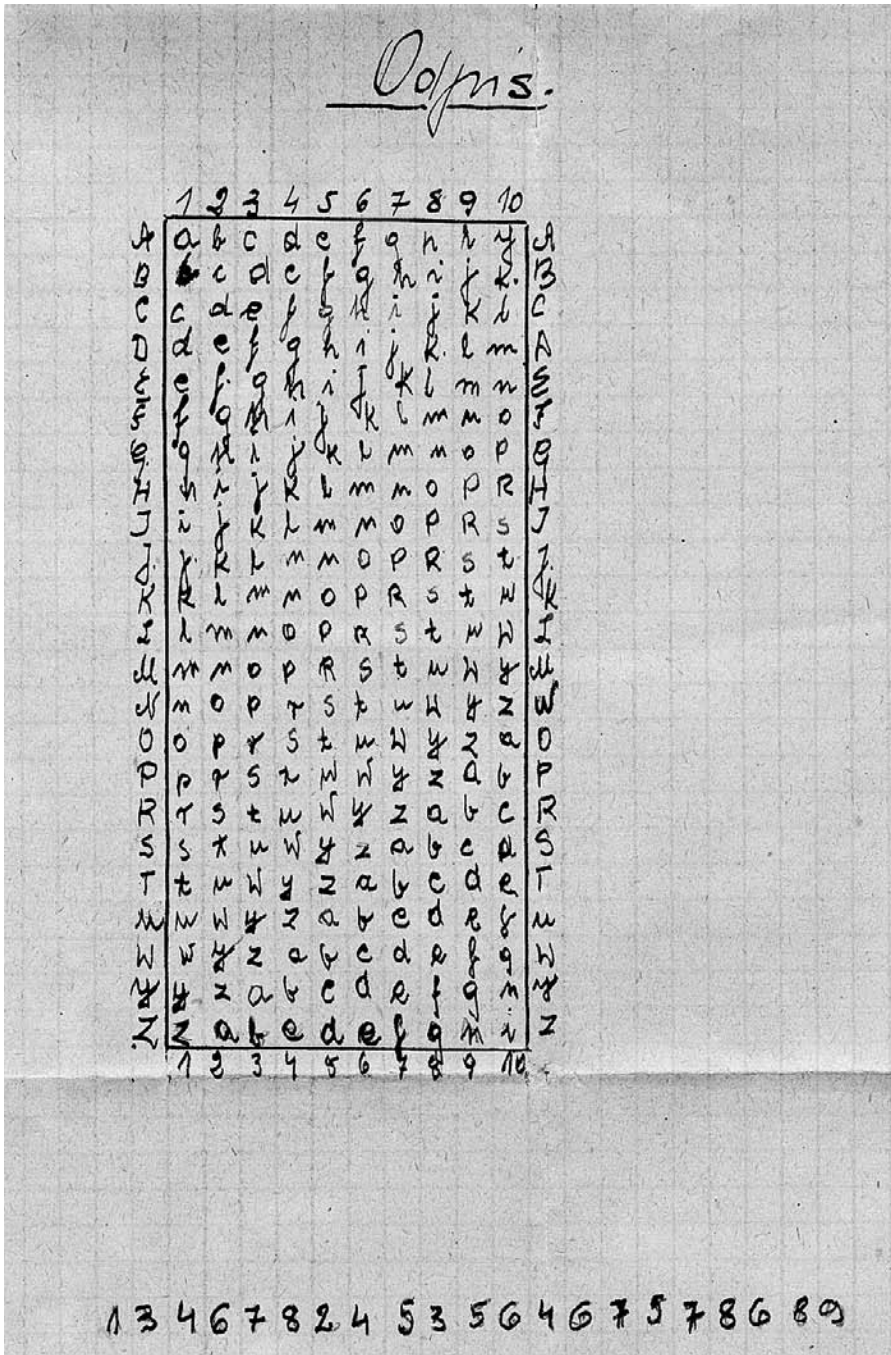 Odpis.
1 2 3 4 5 6 7 8 9 10
A a b c d e f g h i j A
B b c d e f g h i j k. B
C c d e f g h i j k l C
D d e f g h i j k. l m D
E e f g h i j k l m n E
F f g h i j k l m n o F
G g h i j k l m n o p G
H h i j k l m n o p R H
I i j k l m n o p R s I
J j k l m n o p R s t J
K k l m n o p R s t u K
L l m n o p R s t u w L
M m n o p R s t u w y M
N n o p r s t u w y z N
O o p r s t u w y z a O
P p r s t u w y z a b P
R r s t u w y z a b c R
S s t u w y z a b c d S
T t u w y z a b c d e T
U u w y z a b c d e f u
W w y z a b c d e f g W
Y y z a b c d e f g h Y
Z z a b c d e f g h i Z
1 2 3 4 5 6 7 8 9 10
1 3 4 6 7 8 2 4 5 3 5 6 4 6 7 5 7 8 6 8 9